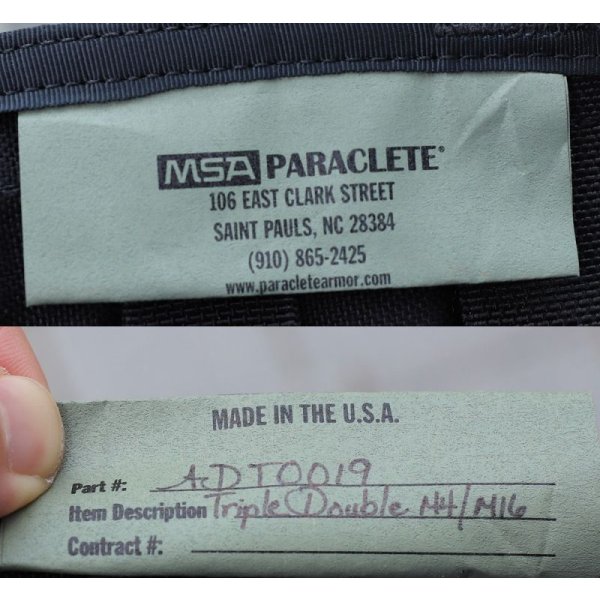 MSA PARACLETE®
106 EAST CLARK STREET
SAINT PAULS, NC 28384
(910) 865-2425
www.paracletearmor.com
MADE IN THE U.S.A.
Part #: AcDT0019
Item Description Triple Double M4/M16
Contract #: